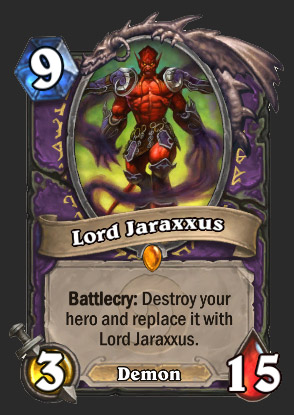 9
Lord Jaraxxus
Battlecry: Destroy your
hero and replace it with
Lord Jaraxxus.
Demon
3
15